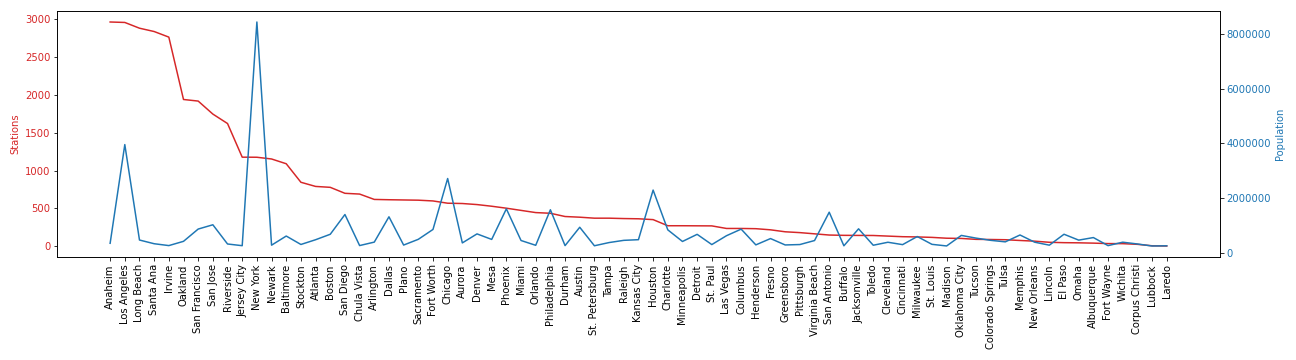 3000
2500
2000
1500
1000
500
0
Stations
8000000
6000000
4000000
2000000
0
Population
Anaheim
Los Angeles
Long Beach
Santa Ana
Irvine
Oakland
San Francisco
San Jose
Riverside
Jersey City
New York
Newark
Baltimore
Stockton
Atlanta
Boston
San Diego
Chula Vista
Arlington
Dallas
Plano
Sacramento
Fort Worth
Chicago
Aurora
Denver
Mesa
Phoenix
Miami
Orlando
Philadelphia
Durham
Austin
St. Petersburg
Tampa
Raleigh
Kansas City
Houston
Charlotte
Minneapolis
Detroit
St. Paul
Las Vegas
Columbus
Henderson
Fresno
Greensboro
Pittsburgh
Virginia Beach
San Antonio
Buffalo
Jacksonville
Toledo
Cleveland
Cincinnati
Milwaukee
St. Louis
Madison
Oklahoma City
Tucson
Colorado Springs
Tulsa
Memphis
New Orleans
Lincoln
El Paso
Omaha
Albuquerque
Fort Wayne
Wichita
Corpus Christi
Lubbock
Laredo